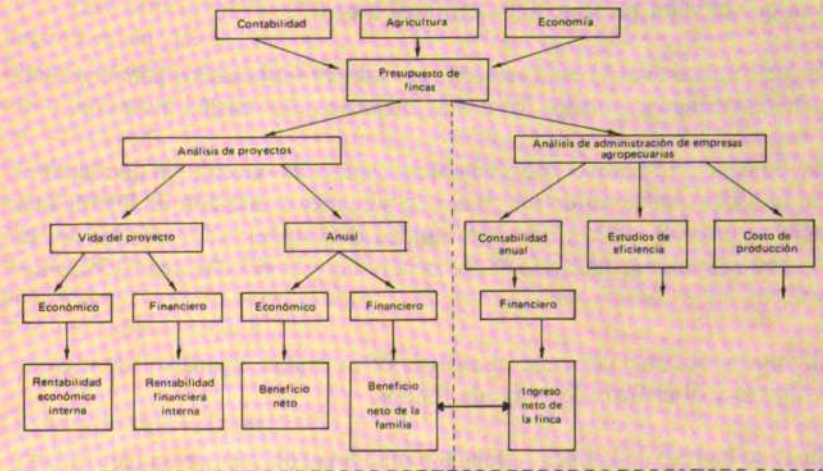 Contabilidad
Agricultura
Economía
Presupuesto de
fincas
Análisis de proyectos
Análisis de administración de empresas
agropecuarias
Vida del proyecto
Anual
Contabilidad
anual
Estudios de
eficiencia
Costo de
producción
Económico
Financiero
Económico
Financiero
Financiero
Rentabilidad
económica
interna
Rentabilidad
financiera
interna
Beneficio
neto
Beneficio
neto de la
familia
Ingreso
neto de
la finca